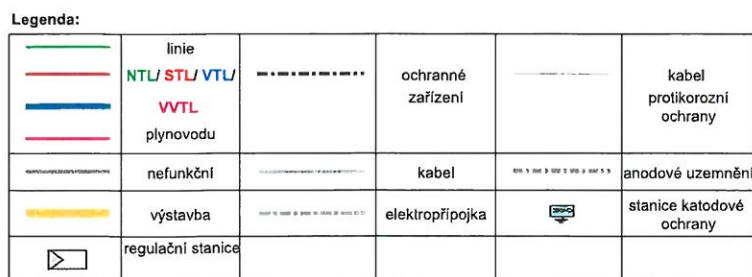 Legenda:
linie
NTL/ STL/ VTL/
VVTL
plynovodu
ochranné
zařízení
kabel
protikorozní
ochrany
nefunkční
kabel
anodové uzemnění
výstavba
elektropřípojka
stanice katodové
ochrany
regulační stanice